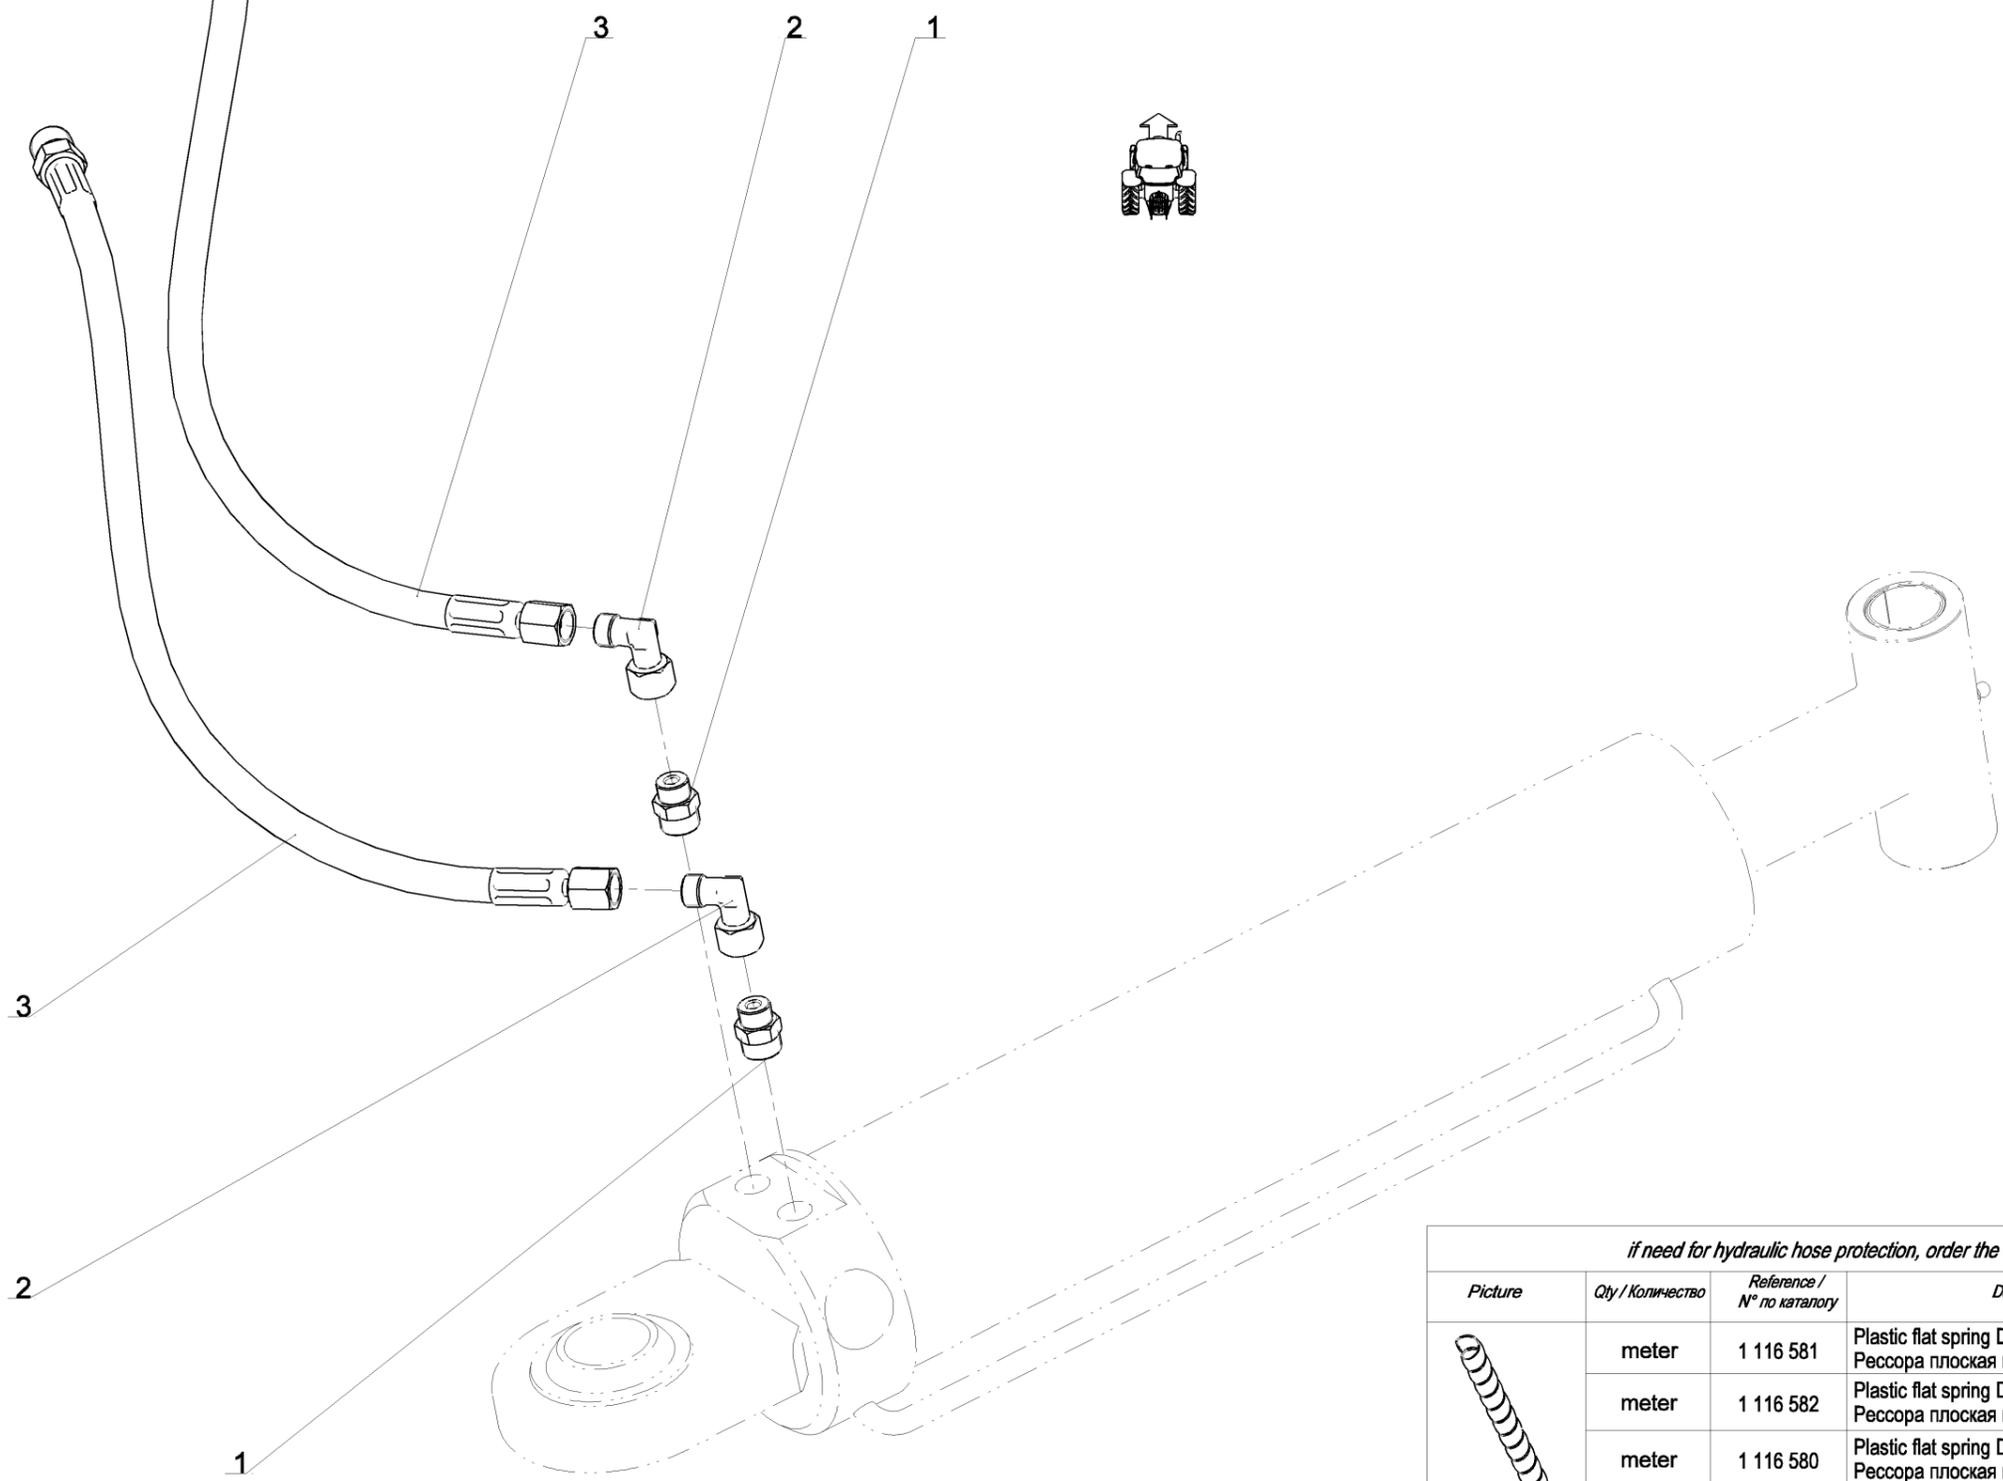 3 2 1
3
2
1
if need for hydraulic hose protection, order the
Picture
Qty / Количество
Reference /
N° по каталогу
D
meter
1 116 581
Plastic flat spring D
Рессора плоская
meter
1 116 582
Plastic flat spring D
Рессора плоская
meter
1 116 580
Plastic flat spring D
Рессора плоская